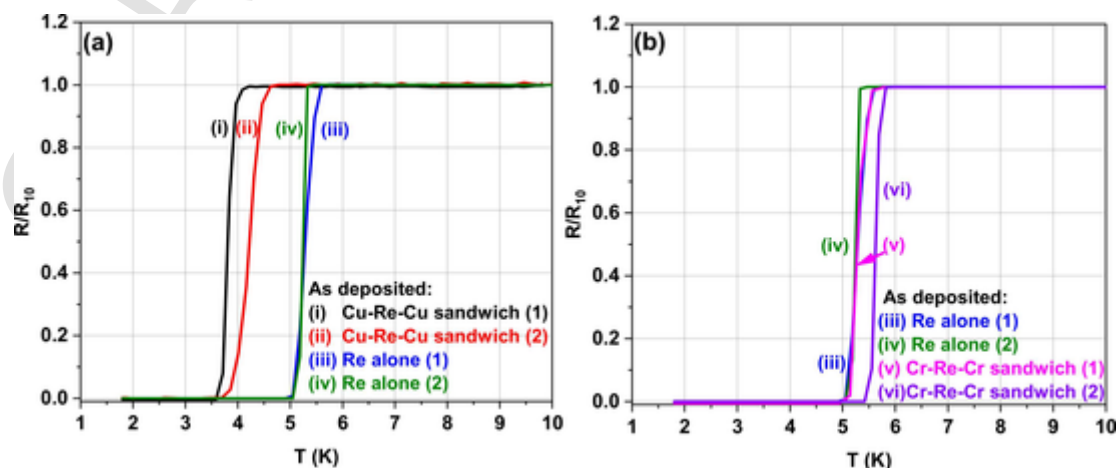 (a)
1.2
1.0
0.8
0.6
0.4
0.2
0.0
R/R10
(i)
(ii)
(iv)
(iii)
As deposited:
(i) Cu-Re-Cu sandwich (1)
(ii) Cu-Re-Cu sandwich (2)
(iii) Re alone (1)
(iv) Re alone (2)
1 2 3 4 5 6 7 8 9 10
T (K)
(b)
1.2
1.0
0.8
0.6
0.4
0.2
0.0
R/R10
(vi)
(iv)
(v)
(iii)
As deposited:
(iii) Re alone (1)
(iv) Re alone (2)
(v) Cr-Re-Cr sandwich (1)
(vi)Cr-Re-Cr sandwich (2)
1 2 3 4 5 6 7 8 9 10
T (K)